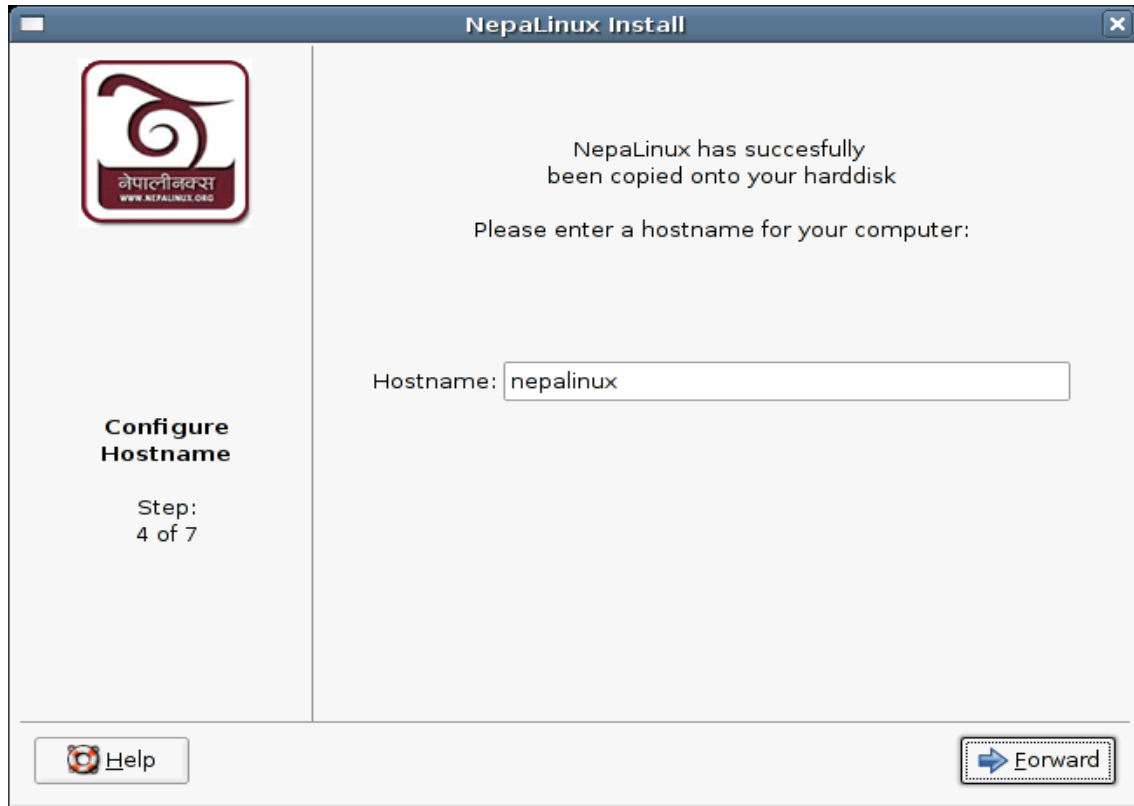 NepaLinux Install
नेपालीनक्स
WWW.NEPALINUX.ORG
Configure
Hostname
Step:
4 of 7
NepaLinux has succesfully
been copied onto your harddisk
Please enter a hostname for your computer:
Hostname: nepalinux
Help
Forward